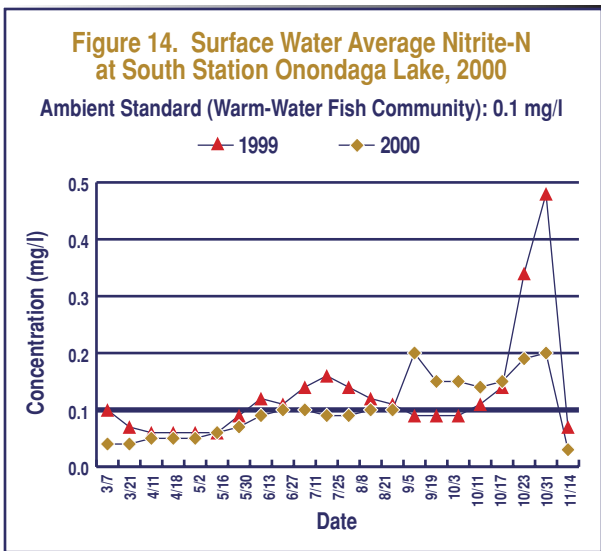 Figure 14. Surface Water Average Nitrite-N
at South Station Onondaga Lake, 2000
Ambient Standard (Warm-Water Fish Community): 0.1 mg/l
1999 2000
Concentration (mg/l)
0.5
0.4
0.3
0.2
0.1
0.0
3/7 3/21 4/11 4/18 5/2 5/16 5/30 6/13 6/27 7/11 7/25 8/8 8/21 9/5 9/19 10/3 10/11 10/17 10/23 10/31 11/14
Date